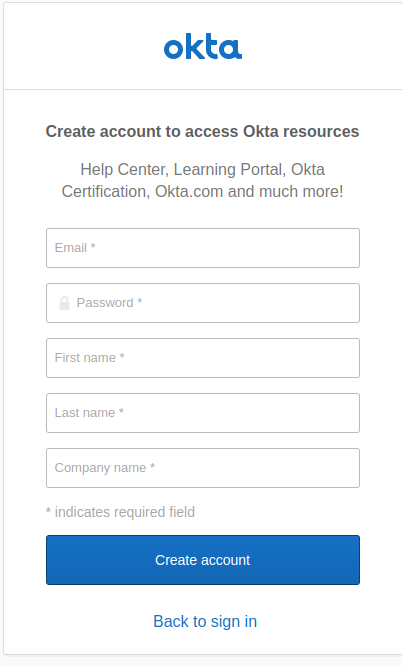 okta
Create account to access Okta resources
Help Center, Learning Portal, Okta
Certification, Okta.com and much more!
Email *
Password *
First name *
Last name *
Company name *
* indicates required field
Create account
Back to sign in